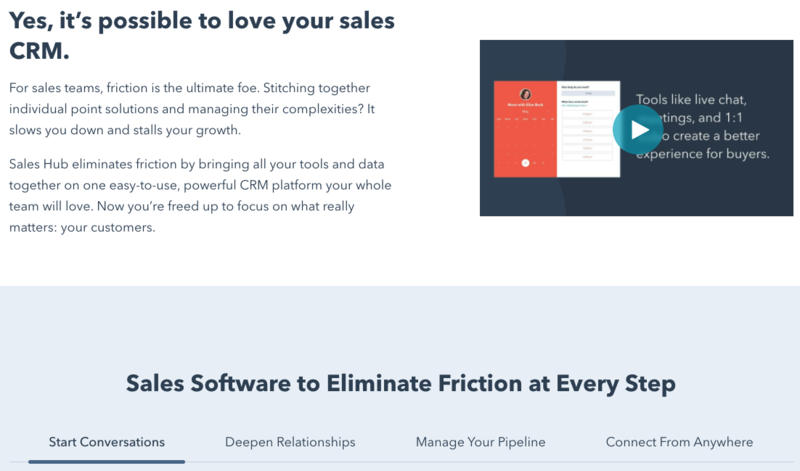 Yes, it’s possible to love your sales
CRM.
For sales teams, friction is the ultimate foe. Stitching together
individual point solutions and managing their complexities? It
slows you down and stalls your growth.
Sales Hub eliminates friction by bringing all your tools and data
together on one easy-to-use, powerful CRM platform your whole
team will love. Now you’re freed up to focus on what really
matters: your customers.
Tools like live chat,
and 1:1
create a better
experience for buyers.
Sales Software to Eliminate Friction at Every Step
Start Conversations
Deepen Relationships
Manage Your Pipeline
Connect From Anywhere